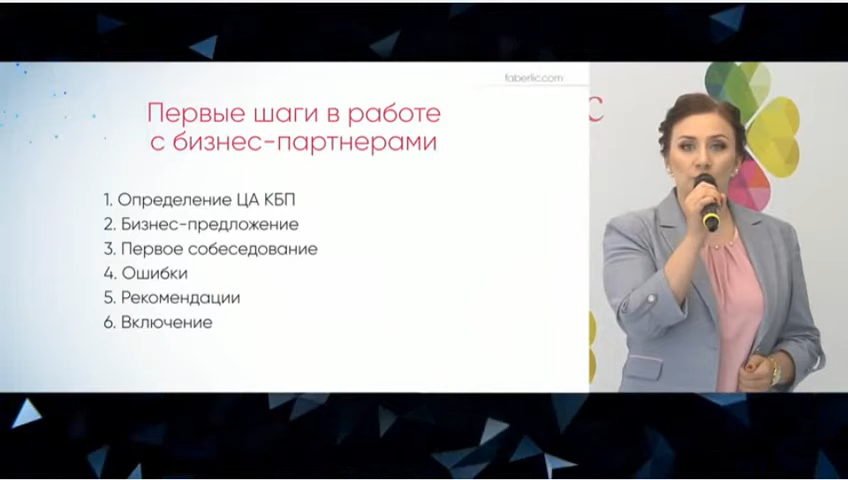 faberlic.com
Первые шаги в работе
с бизнес-партнерами
1. Определение ЦА КБП
2. Бизнес-предложение
3. Первое собеседование
4. Ошибки
5. Рекомендации
6. Включение
C